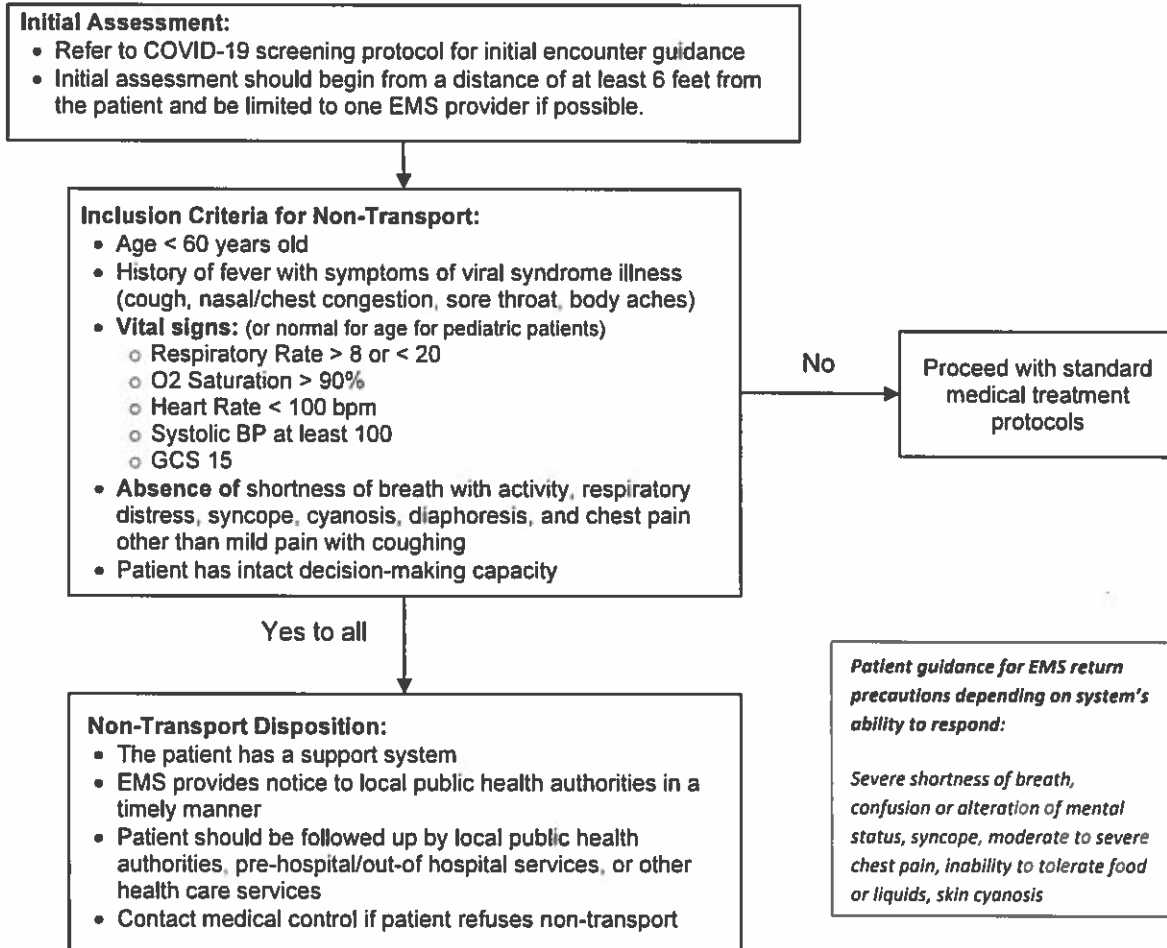 Initial Assessment:
• Refer to COVID-19 screening protocol for initial encounter guidance
• Initial assessment should begin from a distance of at least 6 feet from
the patient and be limited to one EMS provider if possible.
Inclusion Criteria for Non-Transport:
• Age < 60 years old
• History of fever with symptoms of viral syndrome illness
(cough, nasal/chest congestion, sore throat, body aches)
• Vital signs: (or normal for age for pediatric patients)
o Respiratory Rate > 8 or < 20
o O2 Saturation > 90%
o Heart Rate < 100 bpm
o Systolic BP at least 100
o GCS 15
• Absence of shortness of breath with activity, respiratory
distress, syncope, cyanosis, diaphoresis, and chest pain
other than mild pain with coughing
• Patient has intact decision-making capacity
No
Proceed with standard
medical treatment
protocols
Yes to all
Non-Transport Disposition:
• The patient has a support system
• EMS provides notice to local public health authorities in a
timely manner
• Patient should be followed up by local public health
authorities, pre-hospital/out-of hospital services, or other
health care services
• Contact medical control if patient refuses non-transport
Patient guidance for EMS return
precautions depending on system's
ability to respond:
Severe shortness of breath,
confusion or alteration of mental
status, syncope, moderate to severe
chest pain, inability to tolerate food
or liquids, skin cyanosis